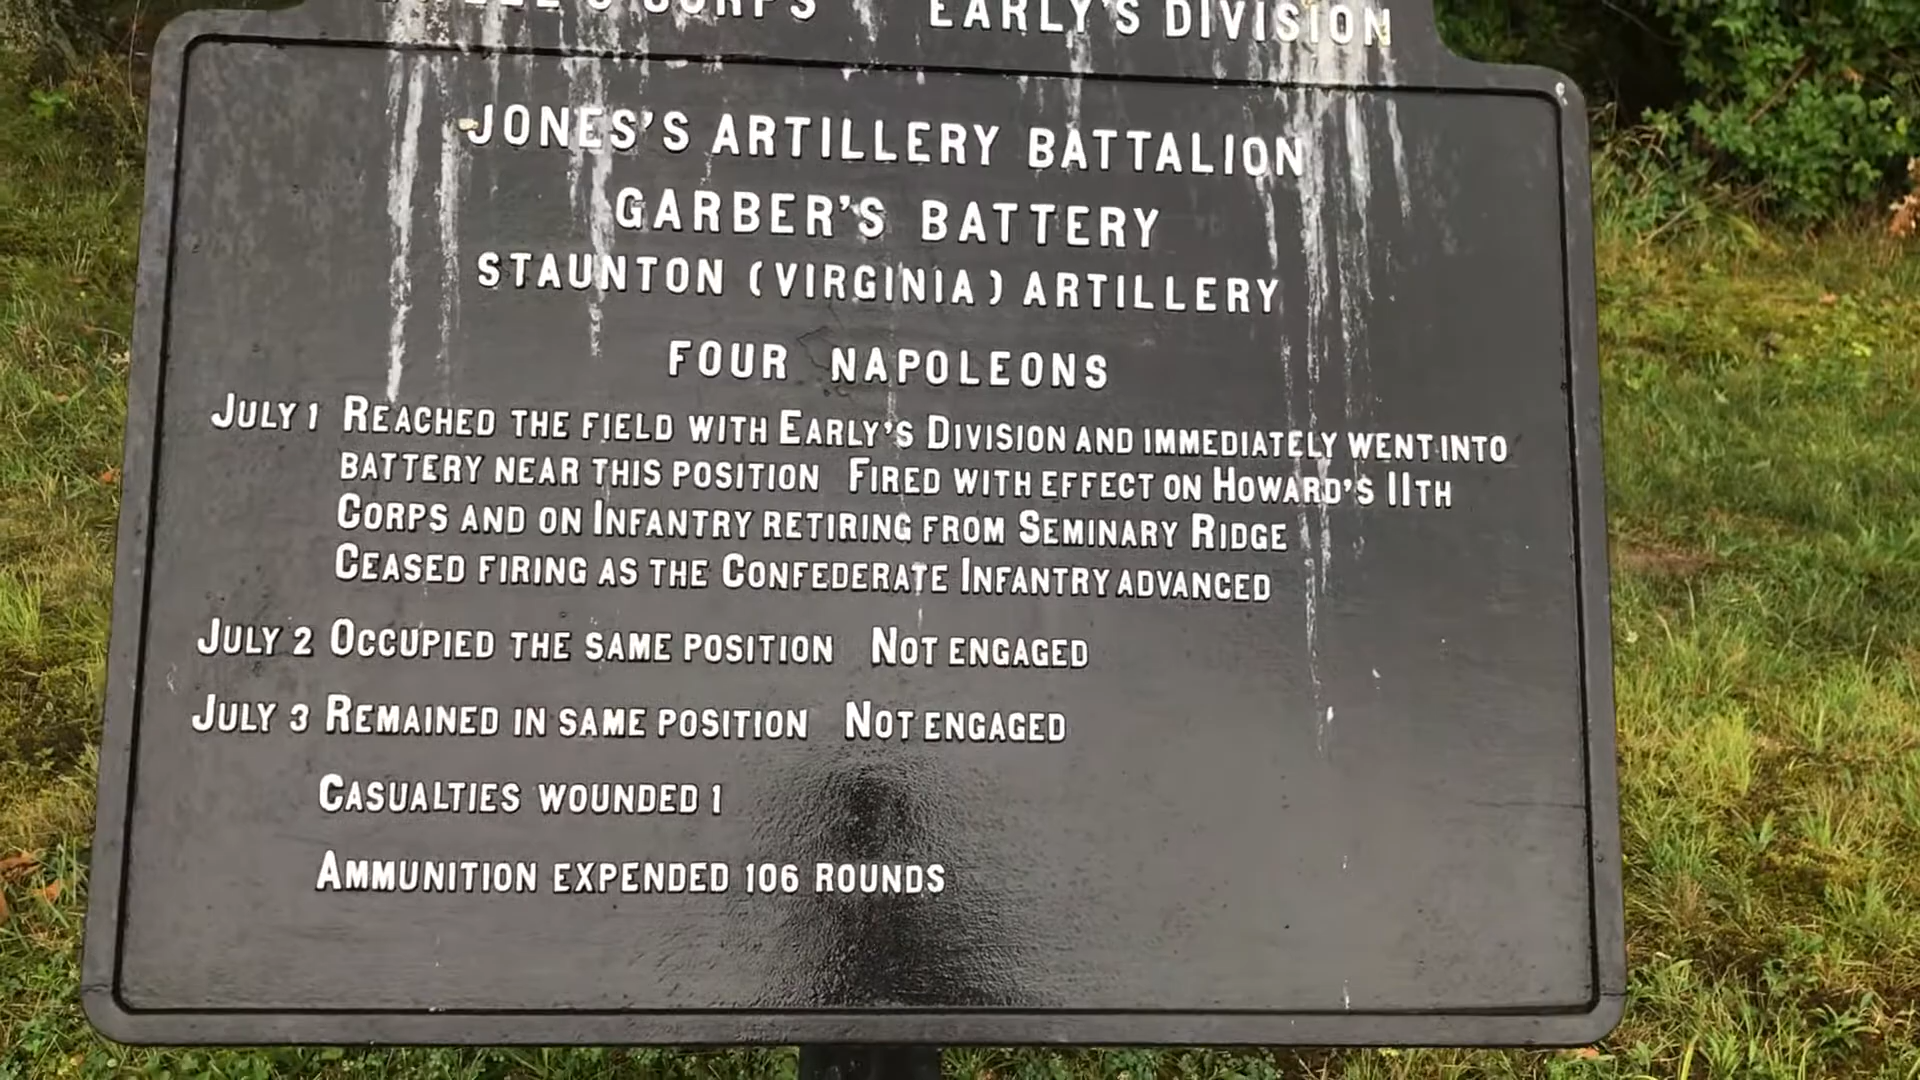 CORPS EARLY'S DIVISION
JONES'S ARTILLERY BATTALION
GARBER'S BATTERY
STAUNTON (VIRGINIA) ARTILLERY
FOUR NAPOLEONS
JULY 1 REACHED THE FIELD WITH EARLY'S DIVISION AND IMMEDIATELY WENT INTO
BATTERY NEAR THIS POSITION FIRED WITH EFFECT ON HOWARD'S 11TH
CORPS AND ON INFANTRY RETIRING FROM SEMINARY RIDGE
CEASED FIRING AS THE CONFEDERATE INFANTRY ADVANCED
JULY 2 OCCUPIED THE SAME POSITION NOT ENGAGED
JULY 3 REMAINED IN SAME POSITION NOT ENGAGED
CASUALTIES WOUNDED 1
AMMUNITION EXPENDED 106 ROUNDS